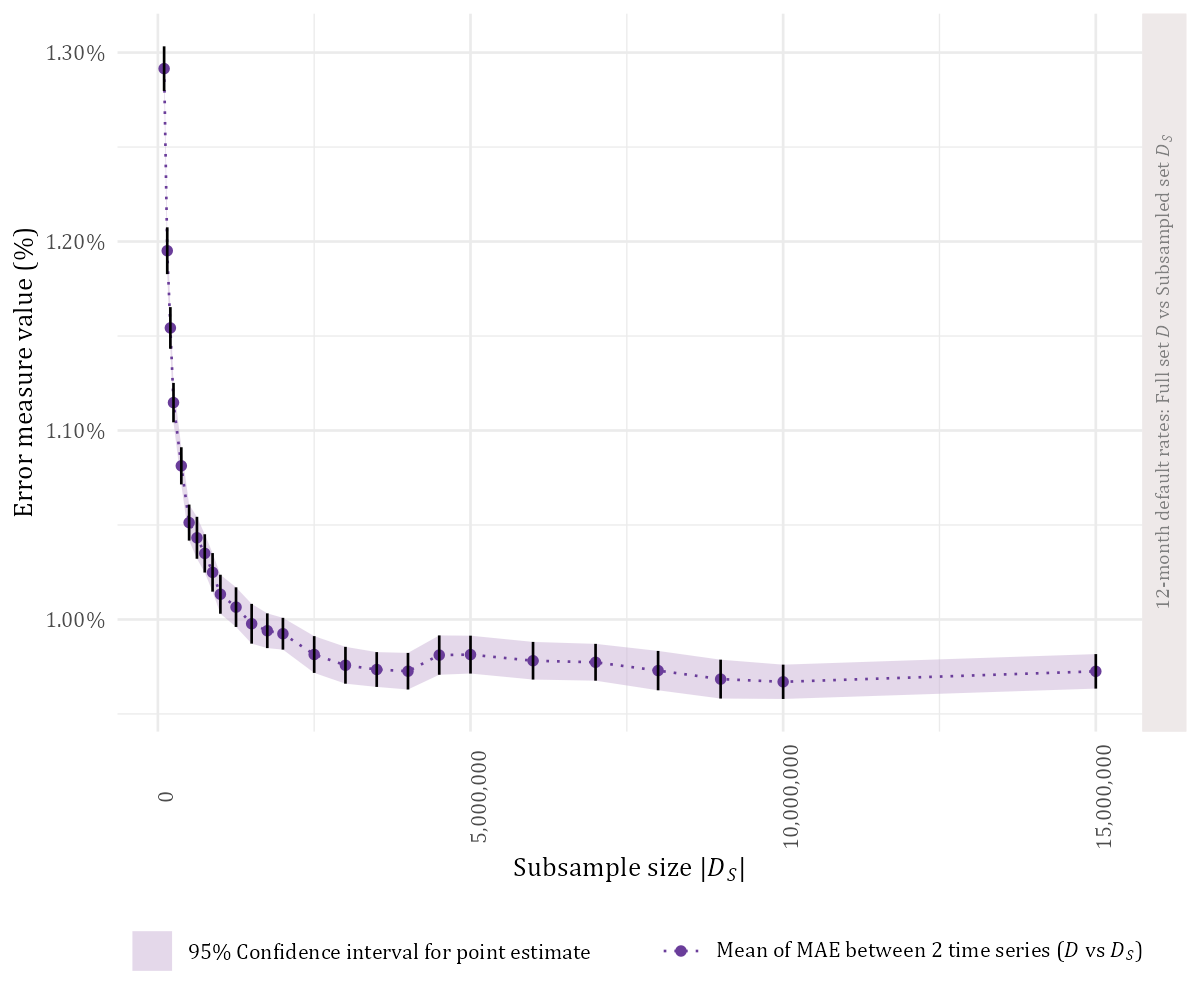 1.30%
1.20%
1.10%
1.00%
Error measure value (%)
12-month default rates: Full set D vs Subsampled set D_S
0
5,000,000
10,000,000
15,000,000
Subsample size |D_S|
95% Confidence interval for point estimate
Mean of MAE between 2 time series (D vs D_S)